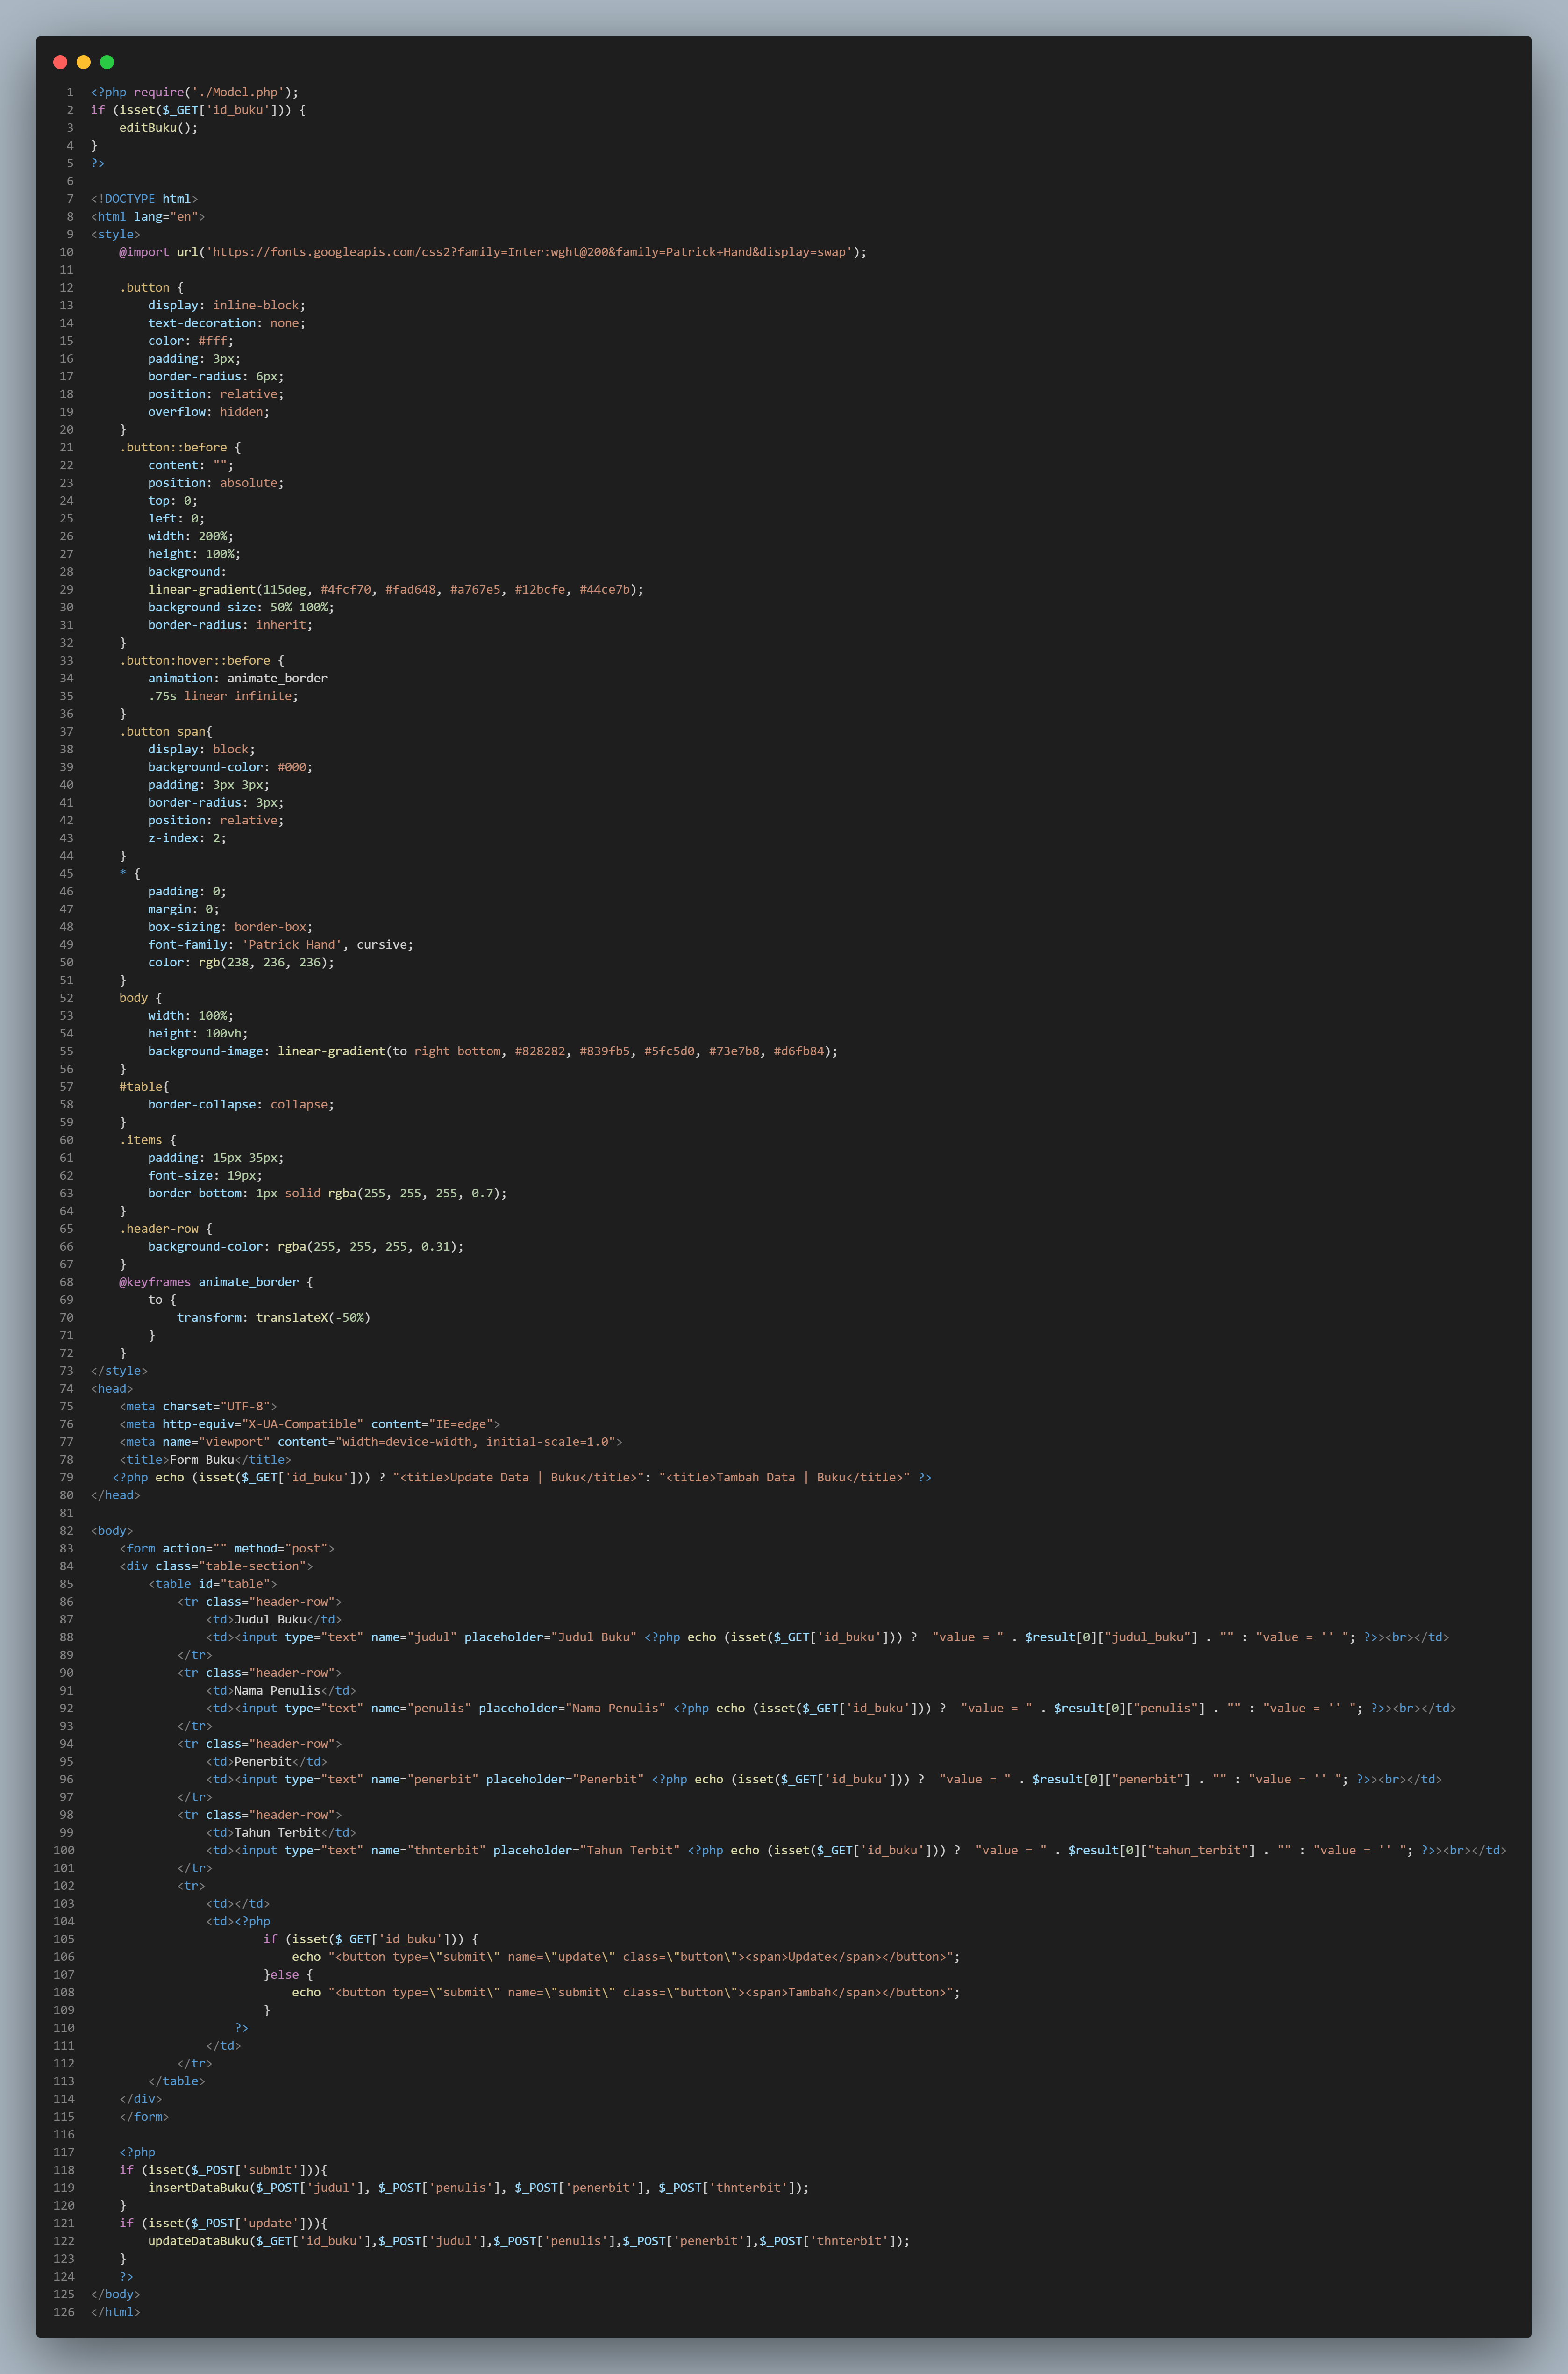 1 <?php require('./Model.php');
2 if (isset($_GET['id_buku'])) {
3     editBuku();
4 }
5 ?>
6
7 <!DOCTYPE html>
8 <html lang="en">
9 <style>
10     @import url('https://fonts.googleapis.com/css2?family=Inter:wght@200&family=Patrick+Hand&display=swap');
11
12     .button {
13         display: inline-block;
14         text-decoration: none;
15         color: #fff;
16         padding: 3px;
17         border-radius: 6px;
18         position: relative;
19         overflow: hidden;
20     }
21     .button::before {
22         content: "";
23         position: absolute;
24         top: 0;
25         left: 0;
26         width: 200%;
27         height: 100%;
28         background:
29         linear-gradient(115deg, #4fcf70, #fad648, #a767e5, #12bcfe, #44ce7b);
30         background-size: 50% 100%;
31         border-radius: inherit;
32     }
33     .button:hover::before {
34         animation: animate_border
35         .75s linear infinite;
36     }
37     .button span{
38         display: block;
39         background-color: #000;
40         padding: 3px 3px;
41         border-radius: 3px;
42         position: relative;
43         z-index: 2;
44     }
45     * {
46         padding: 0;
47         margin: 0;
48         box-sizing: border-box;
49         font-family: 'Patrick Hand', cursive;
50         color: rgb(238, 236, 236);
51     }
52     body {
53         width: 100%;
54         height: 100vh;
55         background-image: linear-gradient(to right bottom, #828282, #839fb5, #5fc5d0, #73e7b8, #d6fb84);
56     }
57     #table{
58         border-collapse: collapse;
59     }
60     .items {
61         padding: 15px 35px;
62         font-size: 19px;
63         border-bottom: 1px solid rgba(255, 255, 255, 0.7);
64     }
65     .header-row {
66         background-color: rgba(255, 255, 255, 0.31);
67     }
68     @keyframes animate_border {
69         to {
70             transform: translateX(-50%)
71         }
72     }
73 </style>
74 <head>
75     <meta charset="UTF-8">
76     <meta http-equiv="X-UA-Compatible" content="IE=edge">
77     <meta name="viewport" content="width=device-width, initial-scale=1.0">
78     <title>Form Buku</title>
79    <?php echo (isset($_GET['id_buku'])) ? "<title>Update Data | Buku</title>": "<title>Tambah Data | Buku</title>" ?>
80 </head>
81
82 <body>
83     <form action="" method="post">
84     <div class="table-section">
85         <table id="table">
86             <tr class="header-row">
87                 <td>Judul Buku</td>
88                 <td><input type="text" name="judul" placeholder="Judul Buku" <?php echo (isset($_GET['id_buku'])) ?  "value = " . $result[0]["judul_buku"] . "" : "value = '' "; ?>><br></td>
89             </tr>
90             <tr class="header-row">
91                 <td>Nama Penulis</td>
92                 <td><input type="text" name="penulis" placeholder="Nama Penulis" <?php echo (isset($_GET['id_buku'])) ?  "value = " . $result[0]["penulis"] . "" : "value = '' "; ?>><br></td>
93             </tr>
94             <tr class="header-row">
95                 <td>Penerbit</td>
96                 <td><input type="text" name="penerbit" placeholder="Penerbit" <?php echo (isset($_GET['id_buku'])) ?  "value = " . $result[0]["penerbit"] . "" : "value = '' "; ?>><br></td>
97             </tr>
98             <tr class="header-row">
99                 <td>Tahun Terbit</td>
100                 <td><input type="text" name="thnterbit" placeholder="Tahun Terbit" <?php echo (isset($_GET['id_buku'])) ?  "value = " . $result[0]["tahun_terbit"] . "" : "value = '' "; ?>><br></td>
101             </tr>
102             <tr>
103                 <td></td>
104                 <td><?php
105                         if (isset($_GET['id_buku'])) {
106                             echo "<button type=\"submit\" name=\"update\" class=\"button\"><span>Update</span></button>";
107                         }else {
108                             echo "<button type=\"submit\" name=\"submit\" class=\"button\"><span>Tambah</span></button>";
109                         }
110                     ?>
111                 </td>
112             </tr>
113         </table>
114     </div>
115     </form>
116
117     <?php
118     if (isset($_POST['submit'])){
119         insertDataBuku($_POST['judul'], $_POST['penulis'], $_POST['penerbit'], $_POST['thnterbit']);
120     }
121     if (isset($_POST['update'])){
122         updateDataBuku($_GET['id_buku'],$_POST['judul'],$_POST['penulis'],$_POST['penerbit'],$_POST['thnterbit']);
123     }
124     ?>
125 </body>
126 </html>